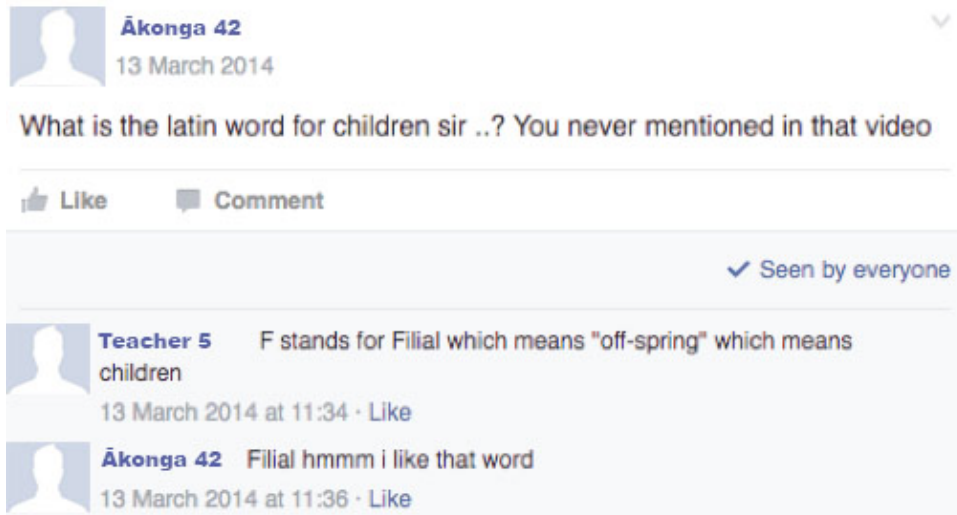 Ākonga 42
13 March 2014
What is the latin word for children sir ..? You never mentioned in that video
Like Comment
Seen by everyone
Teacher 5 F stands for Filial which means "off-spring" which means
children
13 March 2014 at 11:34 · Like
Ākonga 42 Filial hmmm i like that word
13 March 2014 at 11:36 · Like